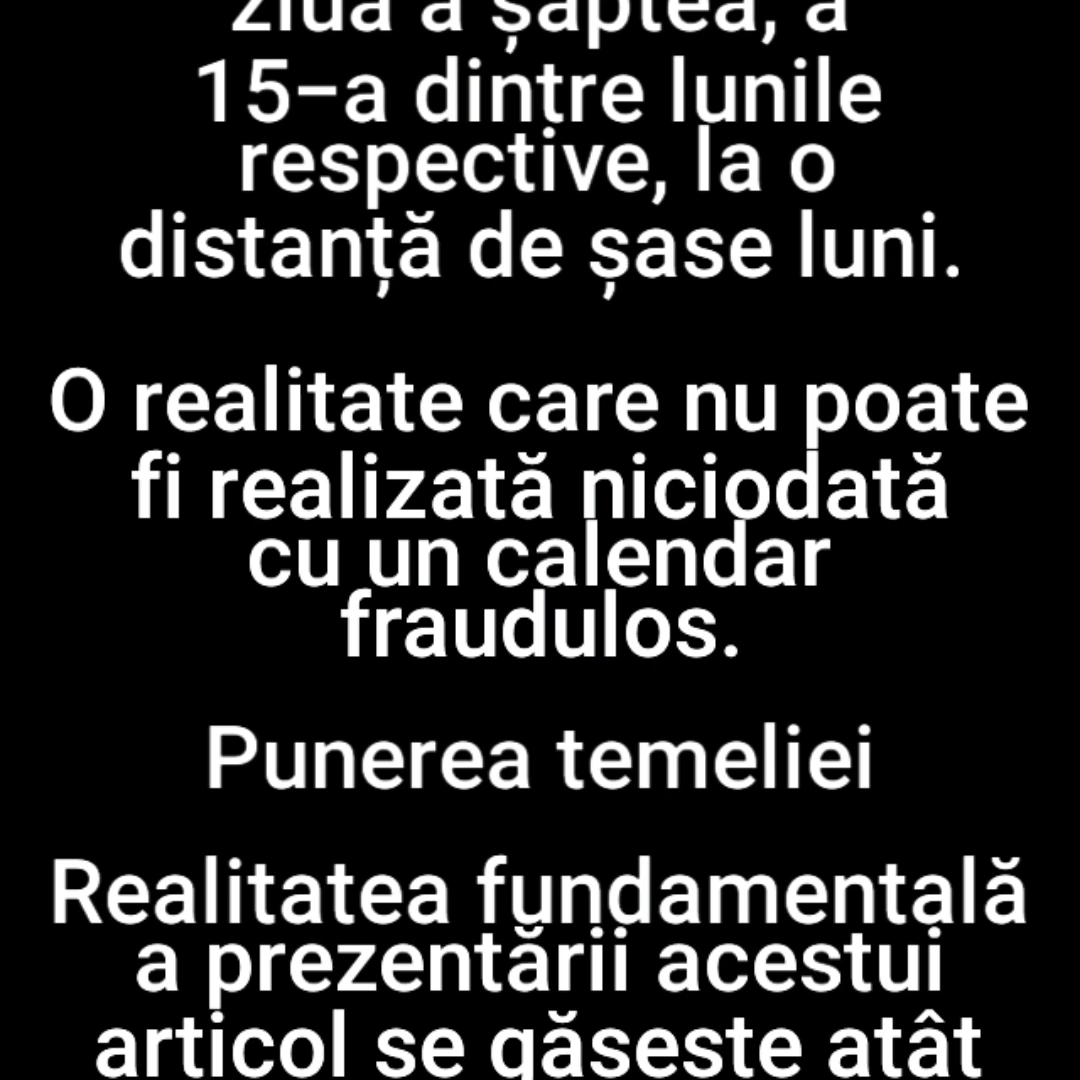 ziua a șaptea, a
15–a dintre lunile
respective, la o
distanță de șase luni.
O realitate care nu poate
fi realizată niciodată
cu un calendar
fraudulos.
Punerea temeliei
Realitatea fundamentală
a prezentării acestui
articol se găsește atât